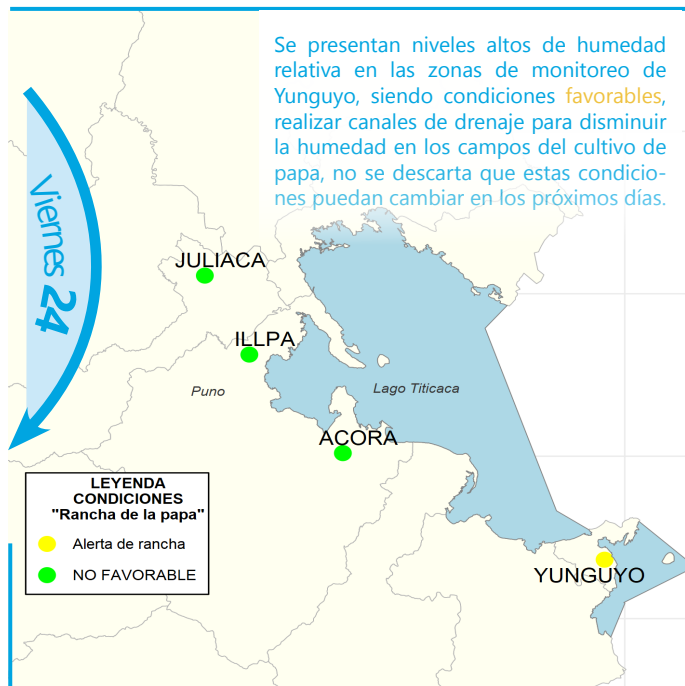 Se presentan niveles altos de humedad
relativa en las zonas de monitoreo de
Yunguyo, siendo condiciones favorables,
realizar canales de drenaje para disminuir
la humedad en los campos del cultivo de
papa, no se descarta que estas condicio-
nes puedan cambiar en los próximos días.
Viernes 24
JULIACA
ILLPA
Puno
Lago Titicaca
ACORA
YUNGUYO
LEYENDA
CONDICIONES
"Rancha de la papa"
Alerta de rancha
NO FAVORABLE